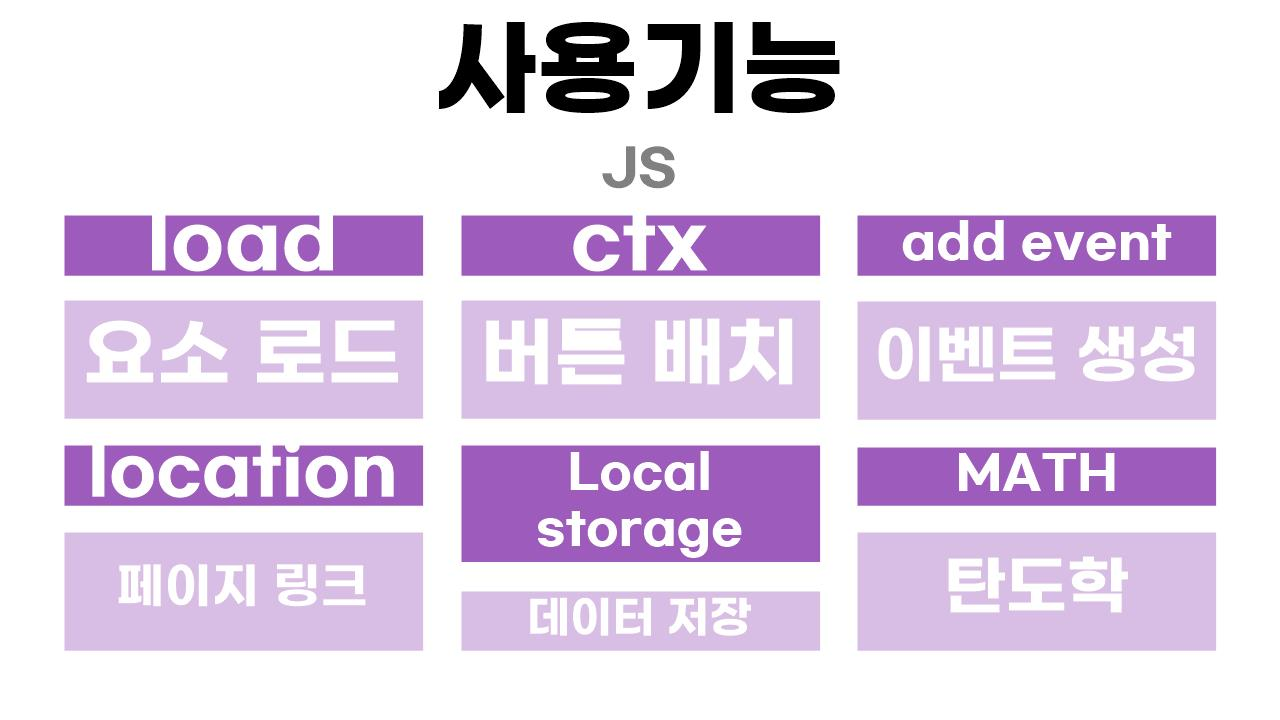 사용기능
JS
load
ctx
add event
요소 로드
버튼 배치
이벤트 생성
location
Local
storage
MATH
페이지 링크
데이터 저장
탄도학